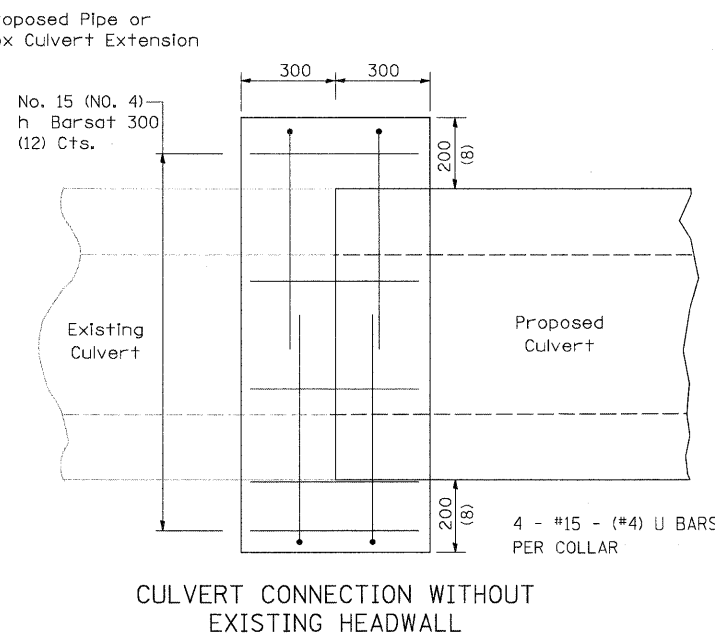 roposed Pipe or
ox Culvert Extension
300 300
No. 15 (NO. 4)
h Barsat 300
(12) Cts.
200
(8)
Existing
Culvert
Proposed
Culvert
200
(8)
4 - #15 - (#4) U BARS
PER COLLAR
CULVERT CONNECTION WITHOUT
EXISTING HEADWALL